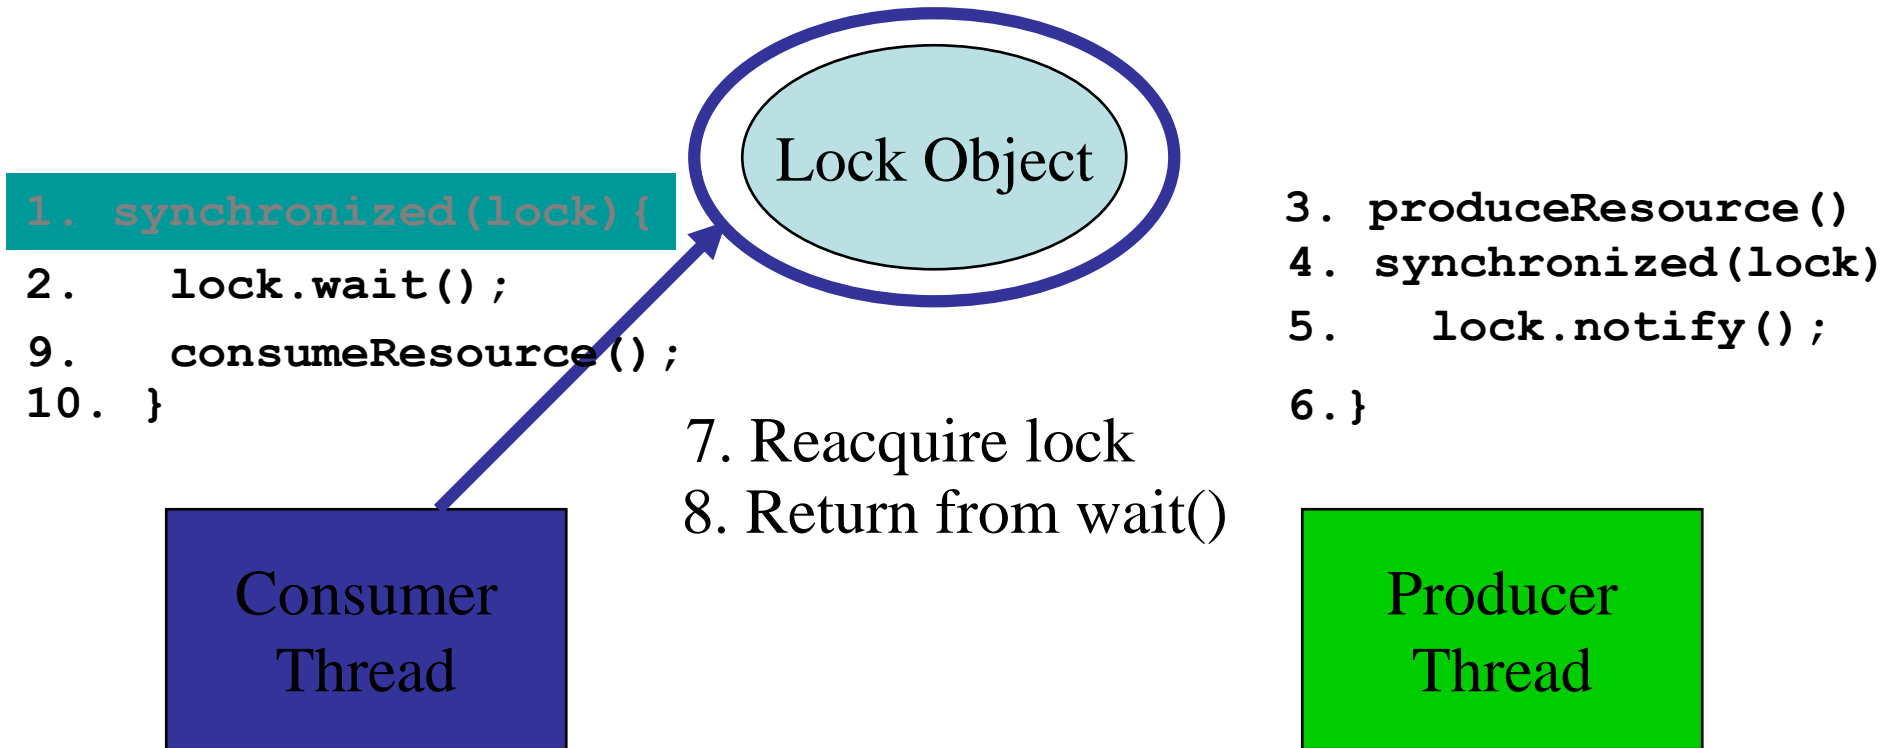 Lock Object
1. synchronized(lock){
2.   lock.wait();
9.   consumeResource();
10. }
3. produceResource()
4. synchronized(lock)
5.   lock.notify();
6.}
7. Reacquire lock
8. Return from wait()
Consumer
Thread
Producer
Thread